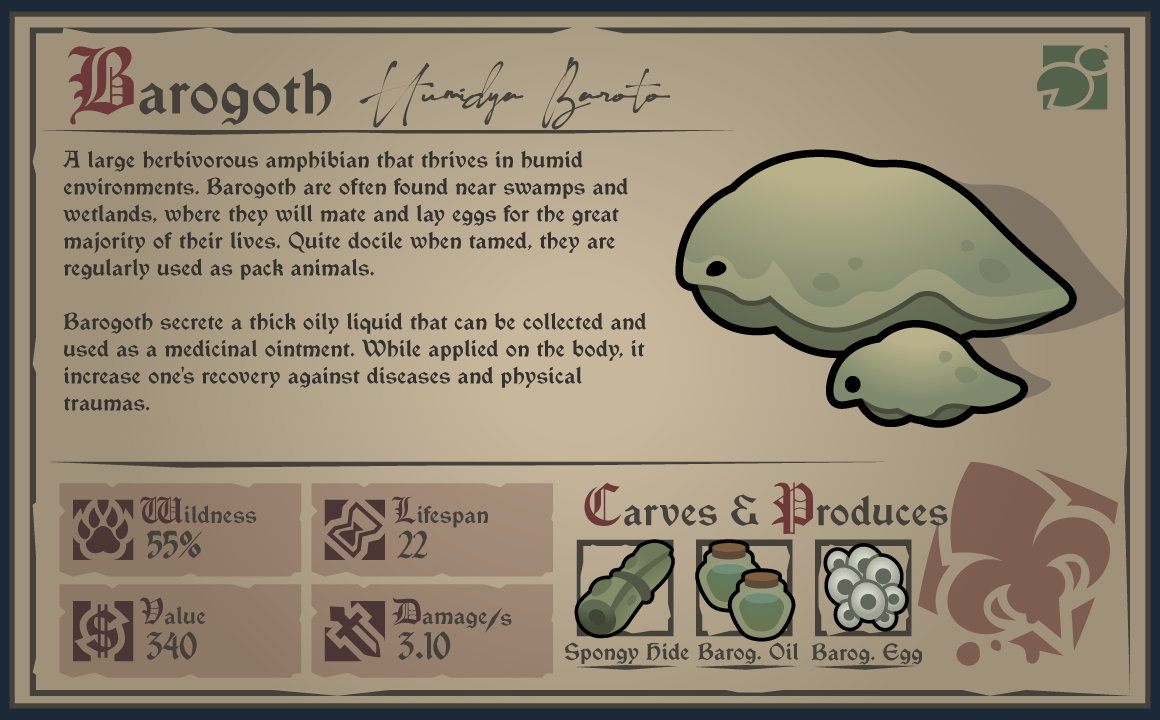 Barogoth Humidya Baroto
A large herbivorous amphibian that thrives in humid
environments. Barogoth are often found near swamps and
wetlands, where they will mate and lay eggs for the great
majority of their lives. Quite docile when tamed, they are
regularly used as pack animals.
Barogoth secrete a thick oily liquid that can be collected and
used as a medicinal ointment. While applied on the body, it
increase one's recovery against diseases and physical
traumas.
Wildness
55%
Lifespan
22
Value
340
Damage/s
3.10
Carves & Produces
Spongy Hide
Barog. Oil
Barog. Egg